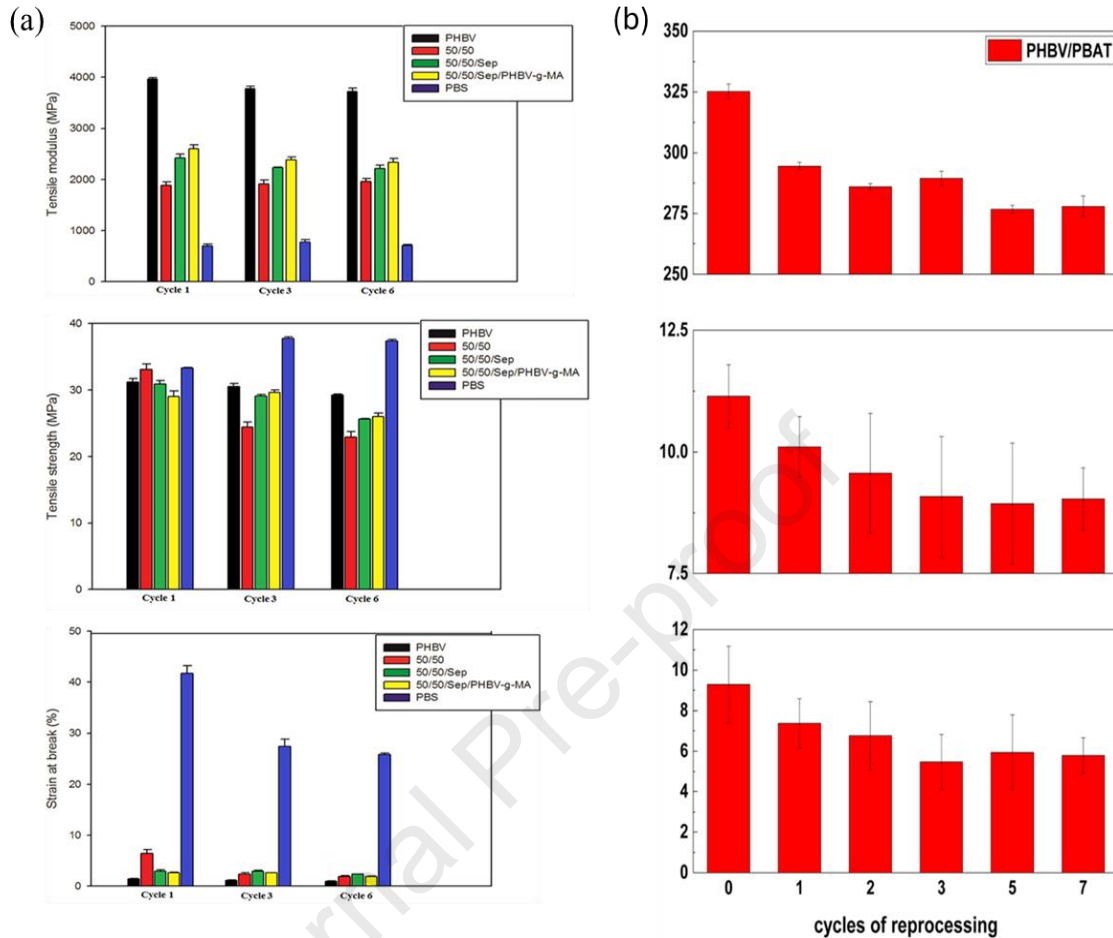 (a)
Tensile modulus (MPa)
5000
4000
3000
2000
1000
0
PHBV
50/50
50/50/Sep
50/50/Sep/PHBV-g-MA
PBS
Cycle 1 Cycle 3 Cycle 6
Tensile strength (MPa)
40
30
20
10
0
PHBV
50/50
50/50/Sep
50/50/Sep/PHBV-g-MA
PBS
Cycle 1 Cycle 3 Cycle 6
Strain at break (%)
50
40
30
20
10
0
PHBV
50/50
50/50/Sep
50/50/Sep/PHBV-g-MA
PBS
Cycle 1 Cycle 3 Cycle 6
(b)
350
325
300
275
250
PHBV/PBAT
12.5
10.0
7.5
12
10
8
6
4
2
0
0 1 2 3 5 7
cycles of reprocessing
rnal Pre-proof